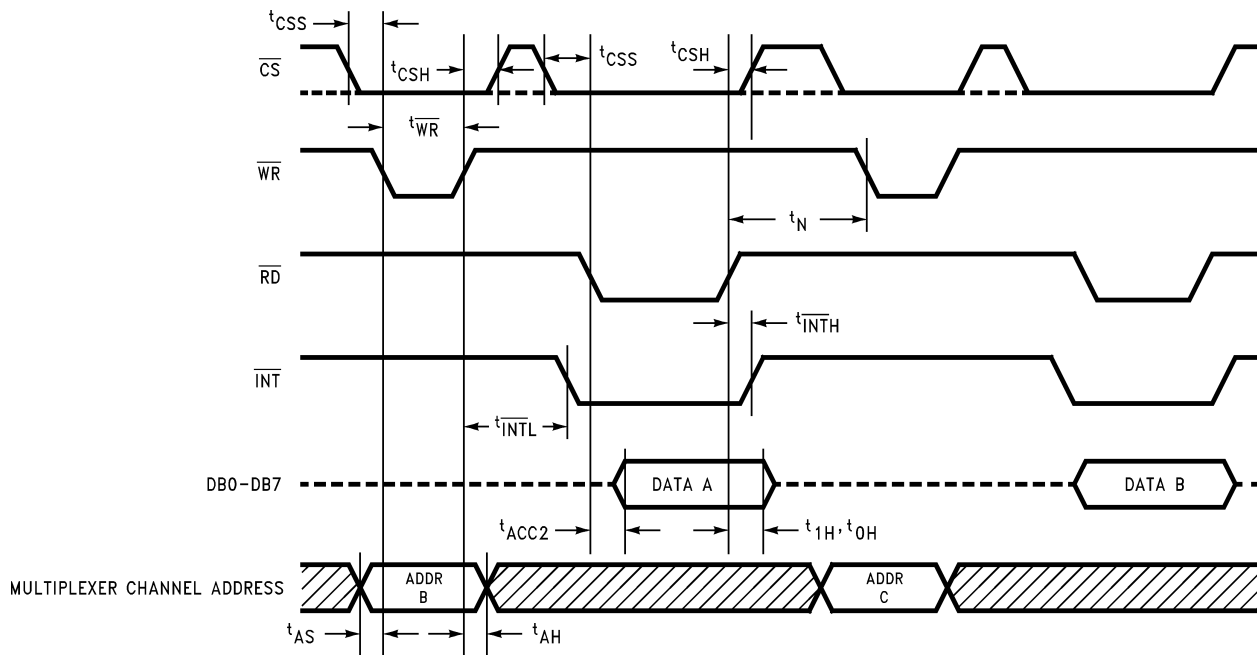 tCSS
CS
tCSH
tCSS
tCSH
tWR
WR
tN
RD
tINTH
INT
tINTL
DB0-DB7
DATA A
DATA B
tACC2
t1H, t0H
MULTIPLEXER CHANNEL ADDRESS
ADDR
B
ADDR
C
tAS
tAH